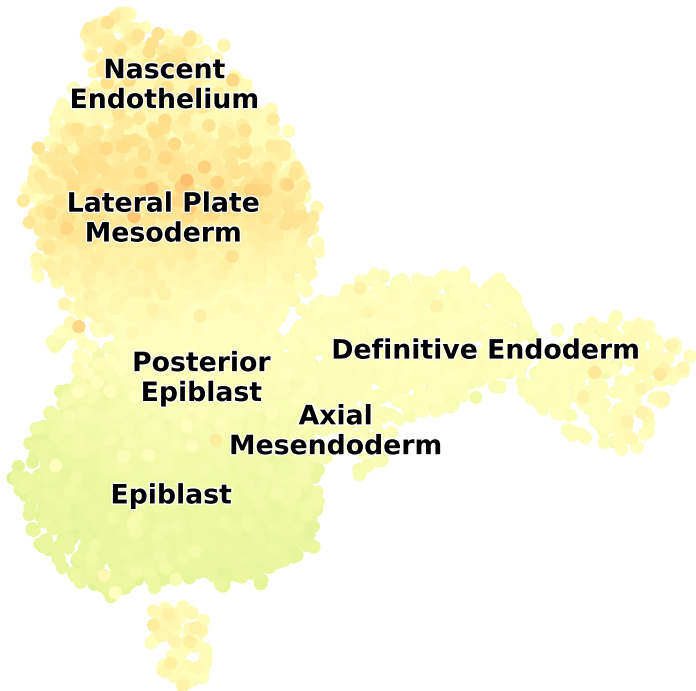 Nascent
Endothelium
Lateral Plate
Mesoderm
Definitive Endoderm
Posterior
Epiblast
Axial
Mesendoderm
Epiblast